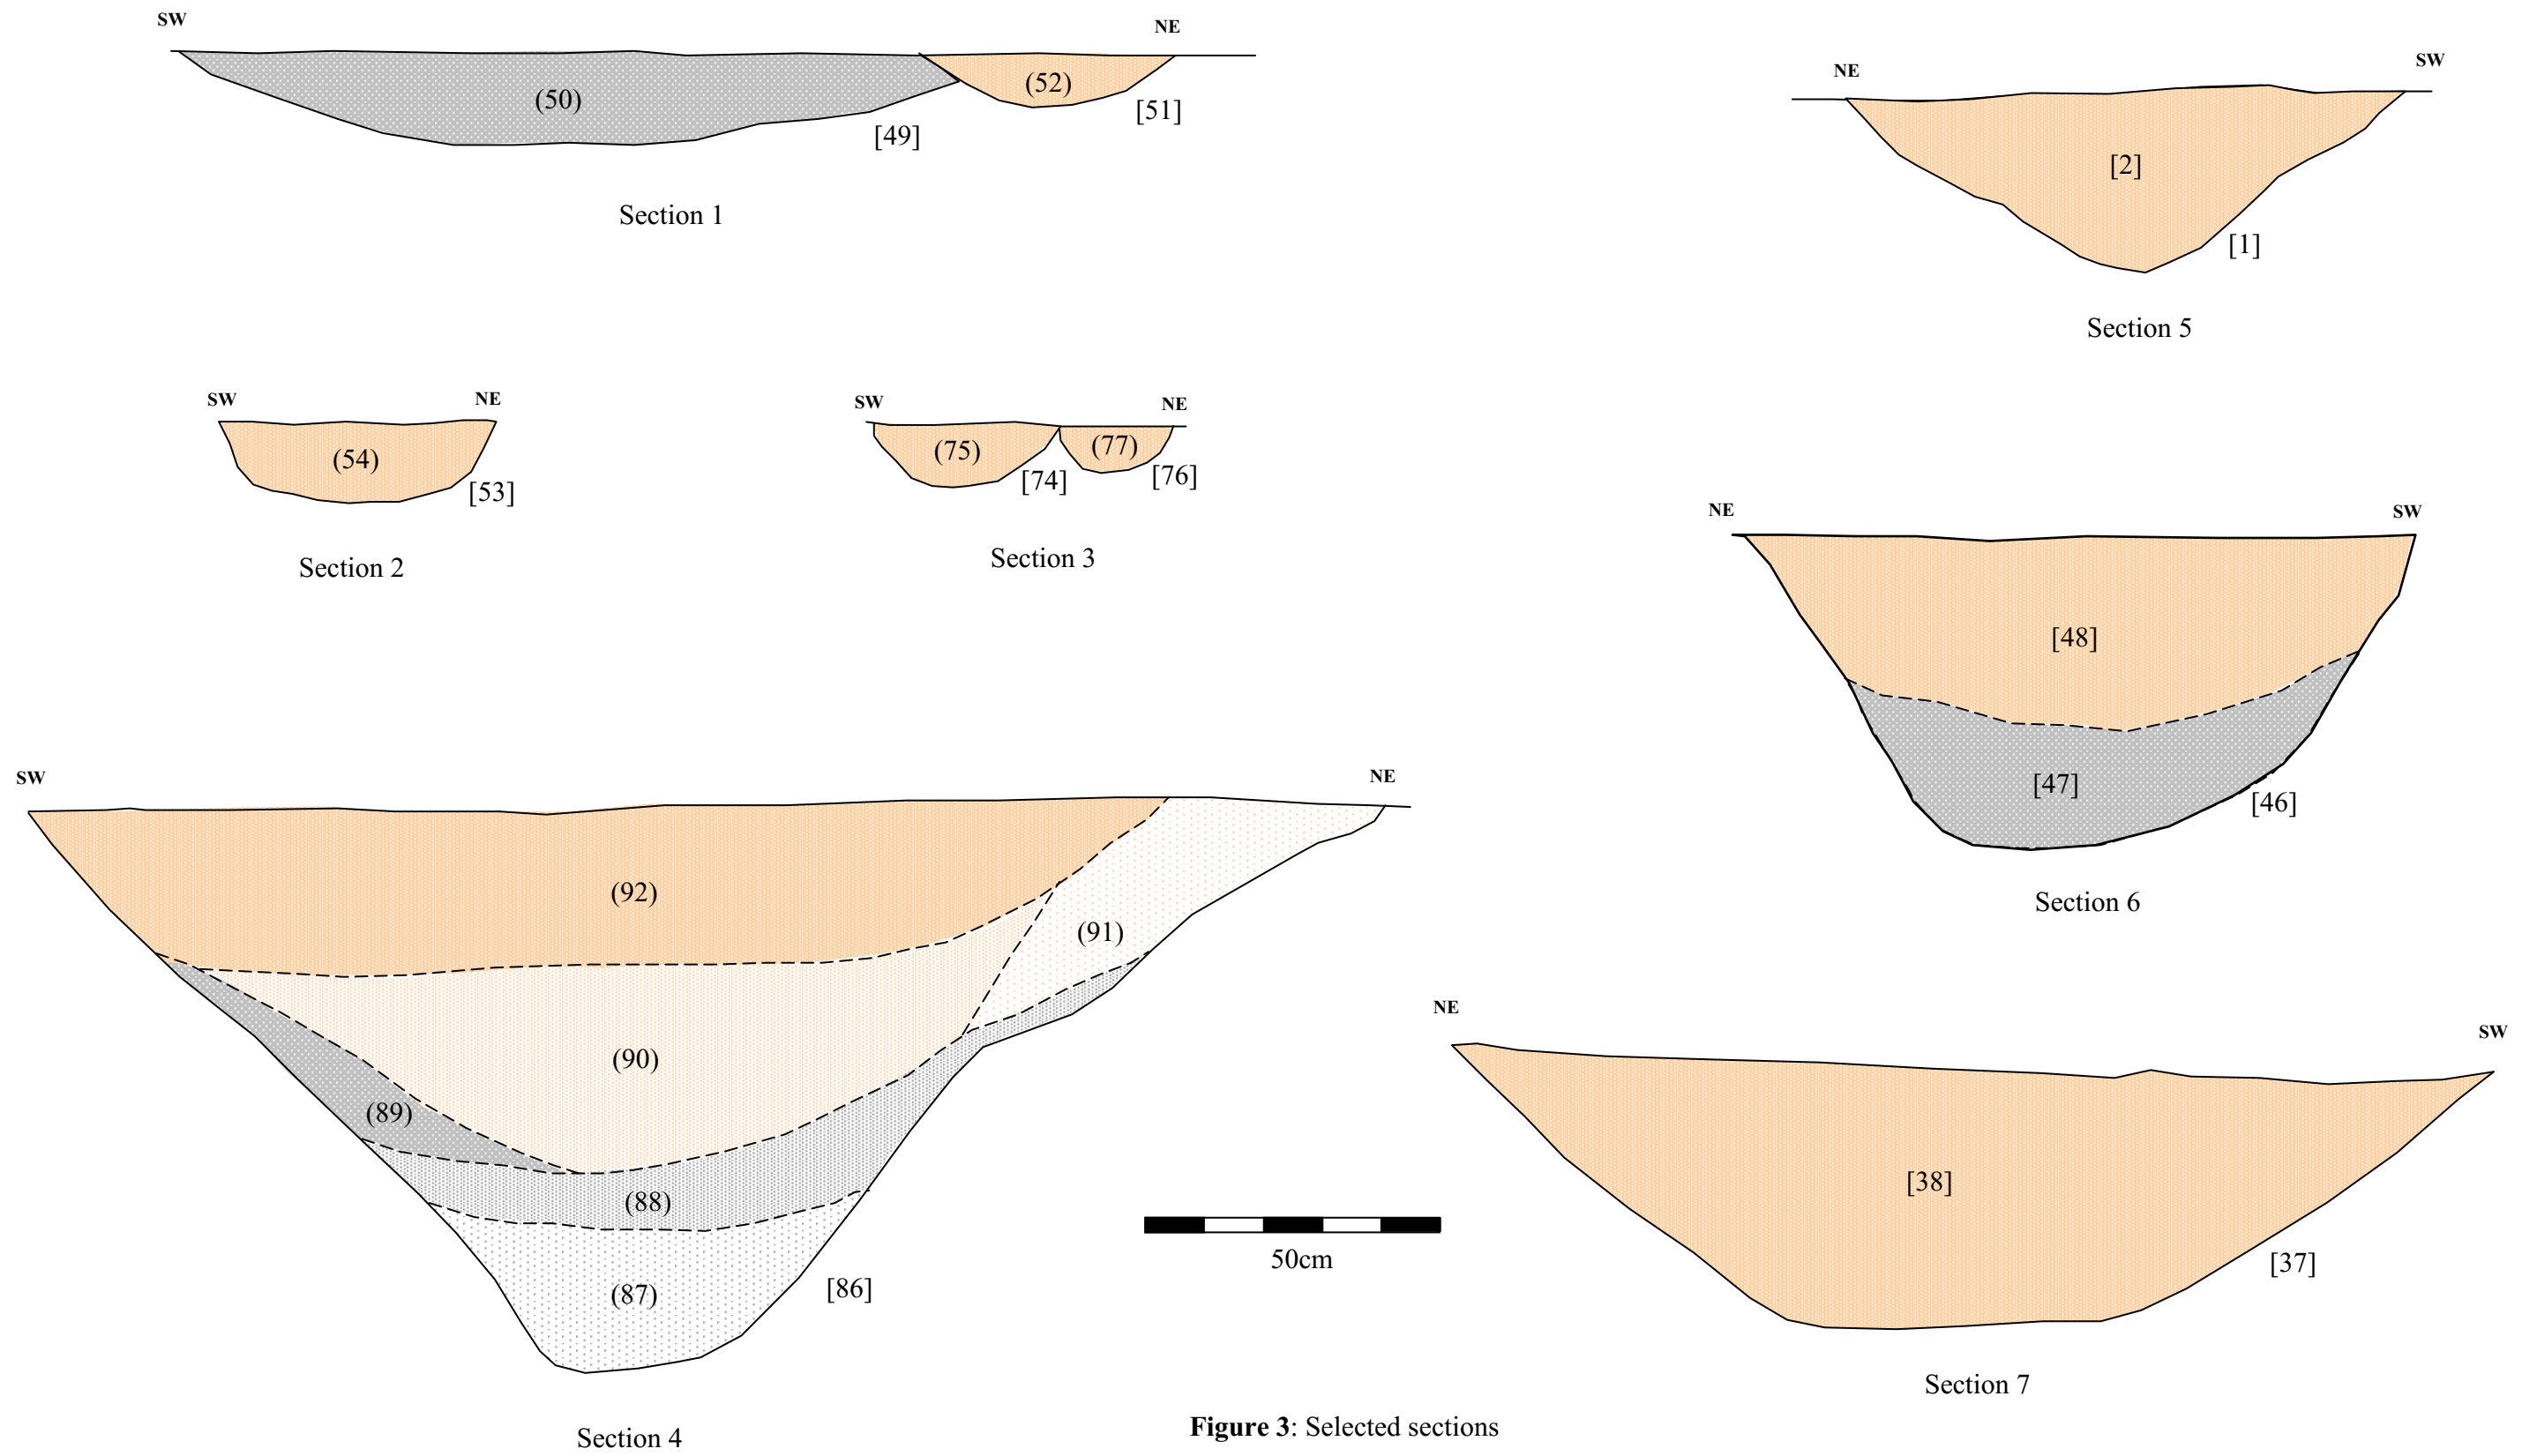 SW
NE
(50)
(52)
[51]
[49]
Section 1
NE
SW
[2]
[1]
Section 5
SW
NE
(54)
[53]
Section 2
SW
NE
(75)
(77)
[74]
[76]
Section 3
NE
SW
[48]
[47]
[46]
Section 6
SW
NE
(92)
(91)
(90)
(89)
(88)
(87)
[86]
Section 4
50cm
NE
SW
[38]
[37]
Section 7
Figure 3: Selected sections